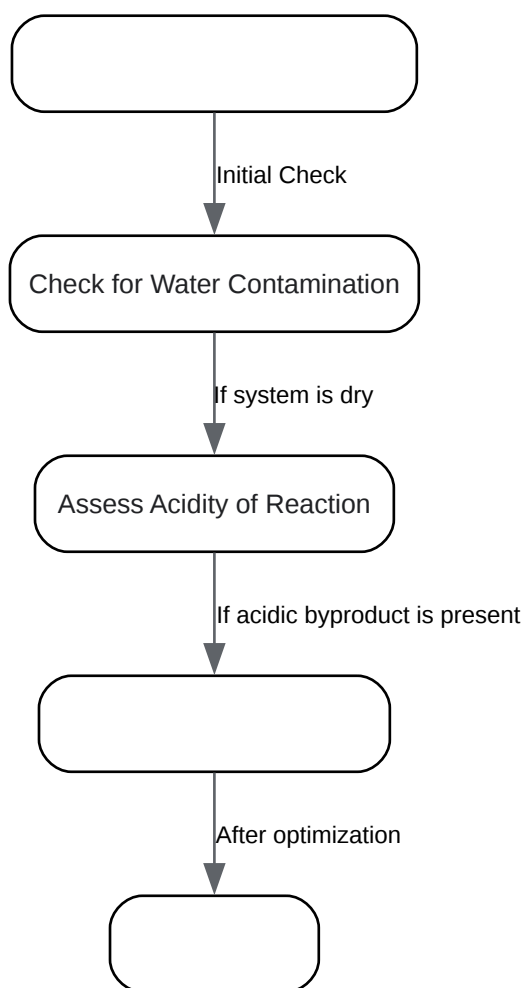 Initial Check
Check for Water Contamination
If system is dry
Assess Acidity of Reaction
If acidic byproduct is present
After optimization